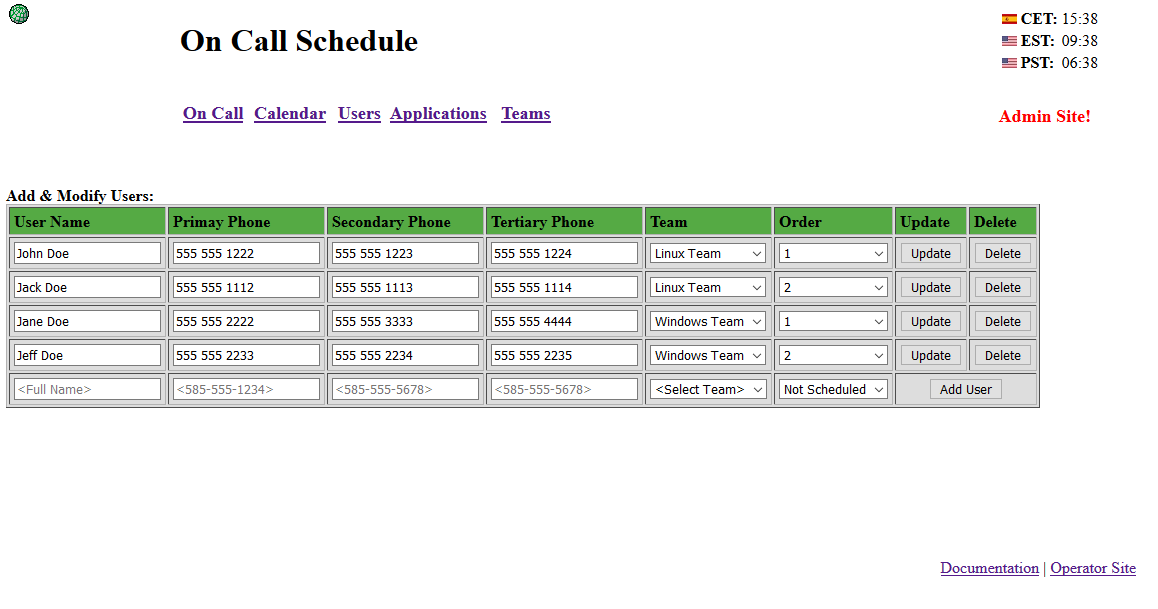 On Call Schedule
CET: 15:38
EST: 09:38
PST: 06:38
On Call Calendar Users Applications Teams
Admin Site!
Add & Modify Users:
User Name Primay Phone Secondary Phone Tertiary Phone Team Order Update Delete
John Doe 555 555 1222 555 555 1223 555 555 1224 Linux Team 1 Update Delete
Jack Doe 555 555 1112 555 555 1113 555 555 1114 Linux Team 2 Update Delete
Jane Doe 555 555 2222 555 555 3333 555 555 4444 Windows Team 1 Update Delete
Jeff Doe 555 555 2233 555 555 2234 555 555 2235 Windows Team 2 Update Delete
<Full Name> <585-555-1234> <585-555-5678> <585-555-5678> <Select Team> Not Scheduled Add User
Documentation | Operator Site